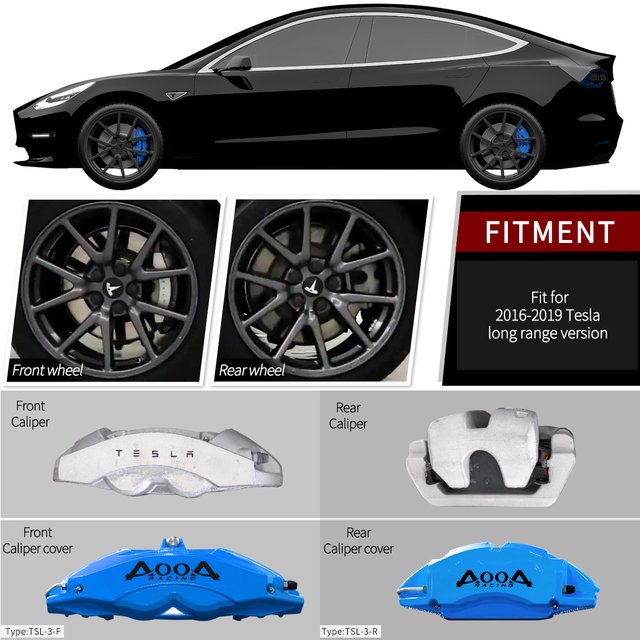 FITMENT
Fit for
2016-2019 Tesla
long range version
Front wheel
Rear wheel
Front
Caliper
TESLA
Rear
Caliper
Front
Caliper cover
AOOA
RACING
Type:TSL-3-F
Rear
Caliper cover
AOOA
RACING
Type:TSL-3-R